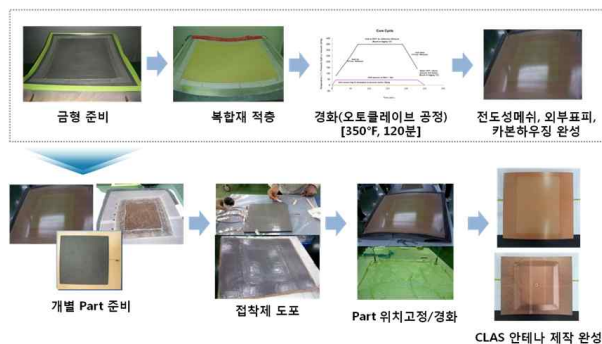 Cure Cycle
금형 준비
복합재 적층
경화(오토클레이브 공정)
[350°F, 120분]
전도성메쉬, 외부표피,
카본하우징 완성
개별 Part 준비
접착제 도포
Part 위치고정/경화
CLAS 안테나 제작 완성